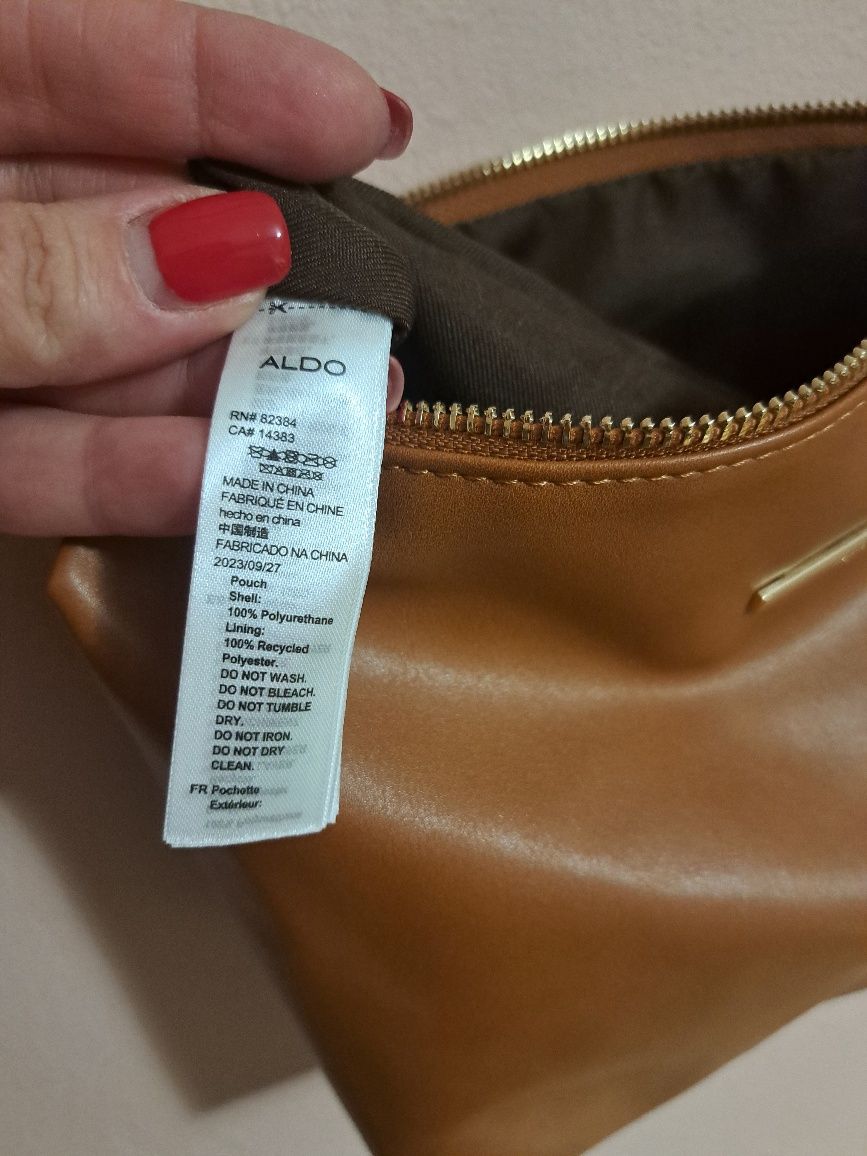 ALDO
RN# 82384
CA# 14383
MADE IN CHINA
FABRIQUÉ EN CHINE
hecho en china
中国制造
FABRICADO NA CHINA
2023/09/27
Pouch
Shell:
100% Polyurethane
Lining:
100% Recycled
Polyester.
DO NOT WASH.
DO NOT BLEACH.
DO NOT TUMBLE
DRY.
DO NOT IRON.
DO NOT DRY
CLEAN.
FR Pochette
Extérieur: